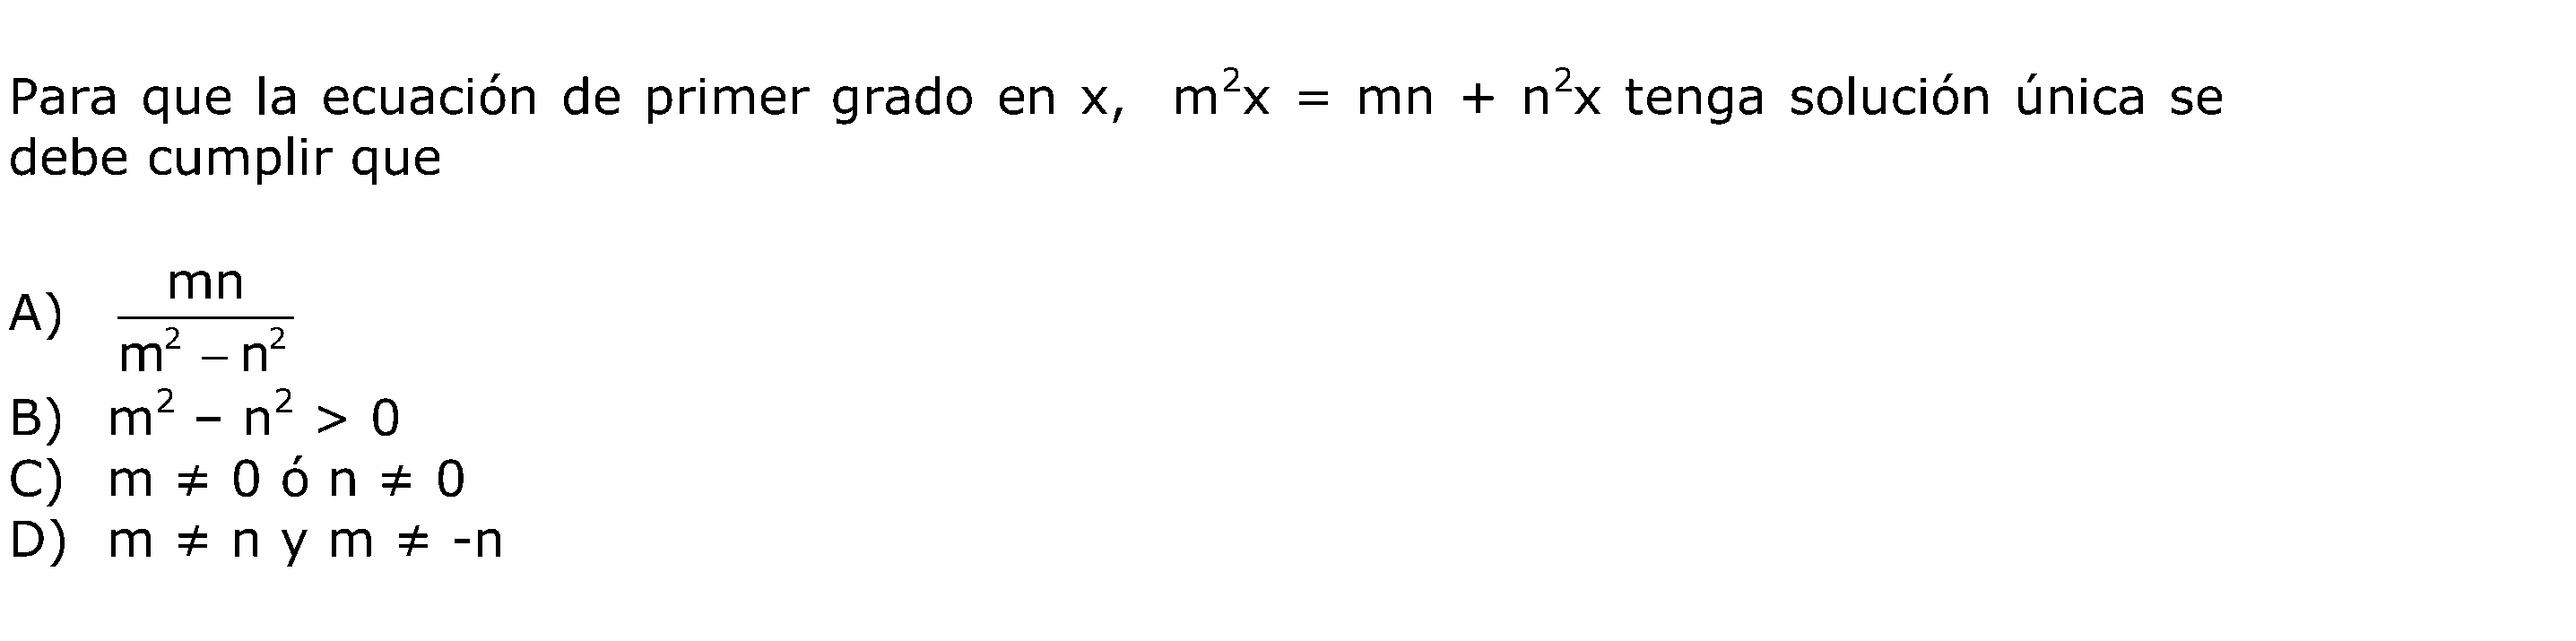 Para que la ecuación de primer grado en x, m²x = mn + n²x tenga solución única se
debe cumplir que
A) mn
m² – n²
B) m² – n² > 0
C) m ≠ 0 ó n ≠ 0
D) m ≠ n y m ≠ -n